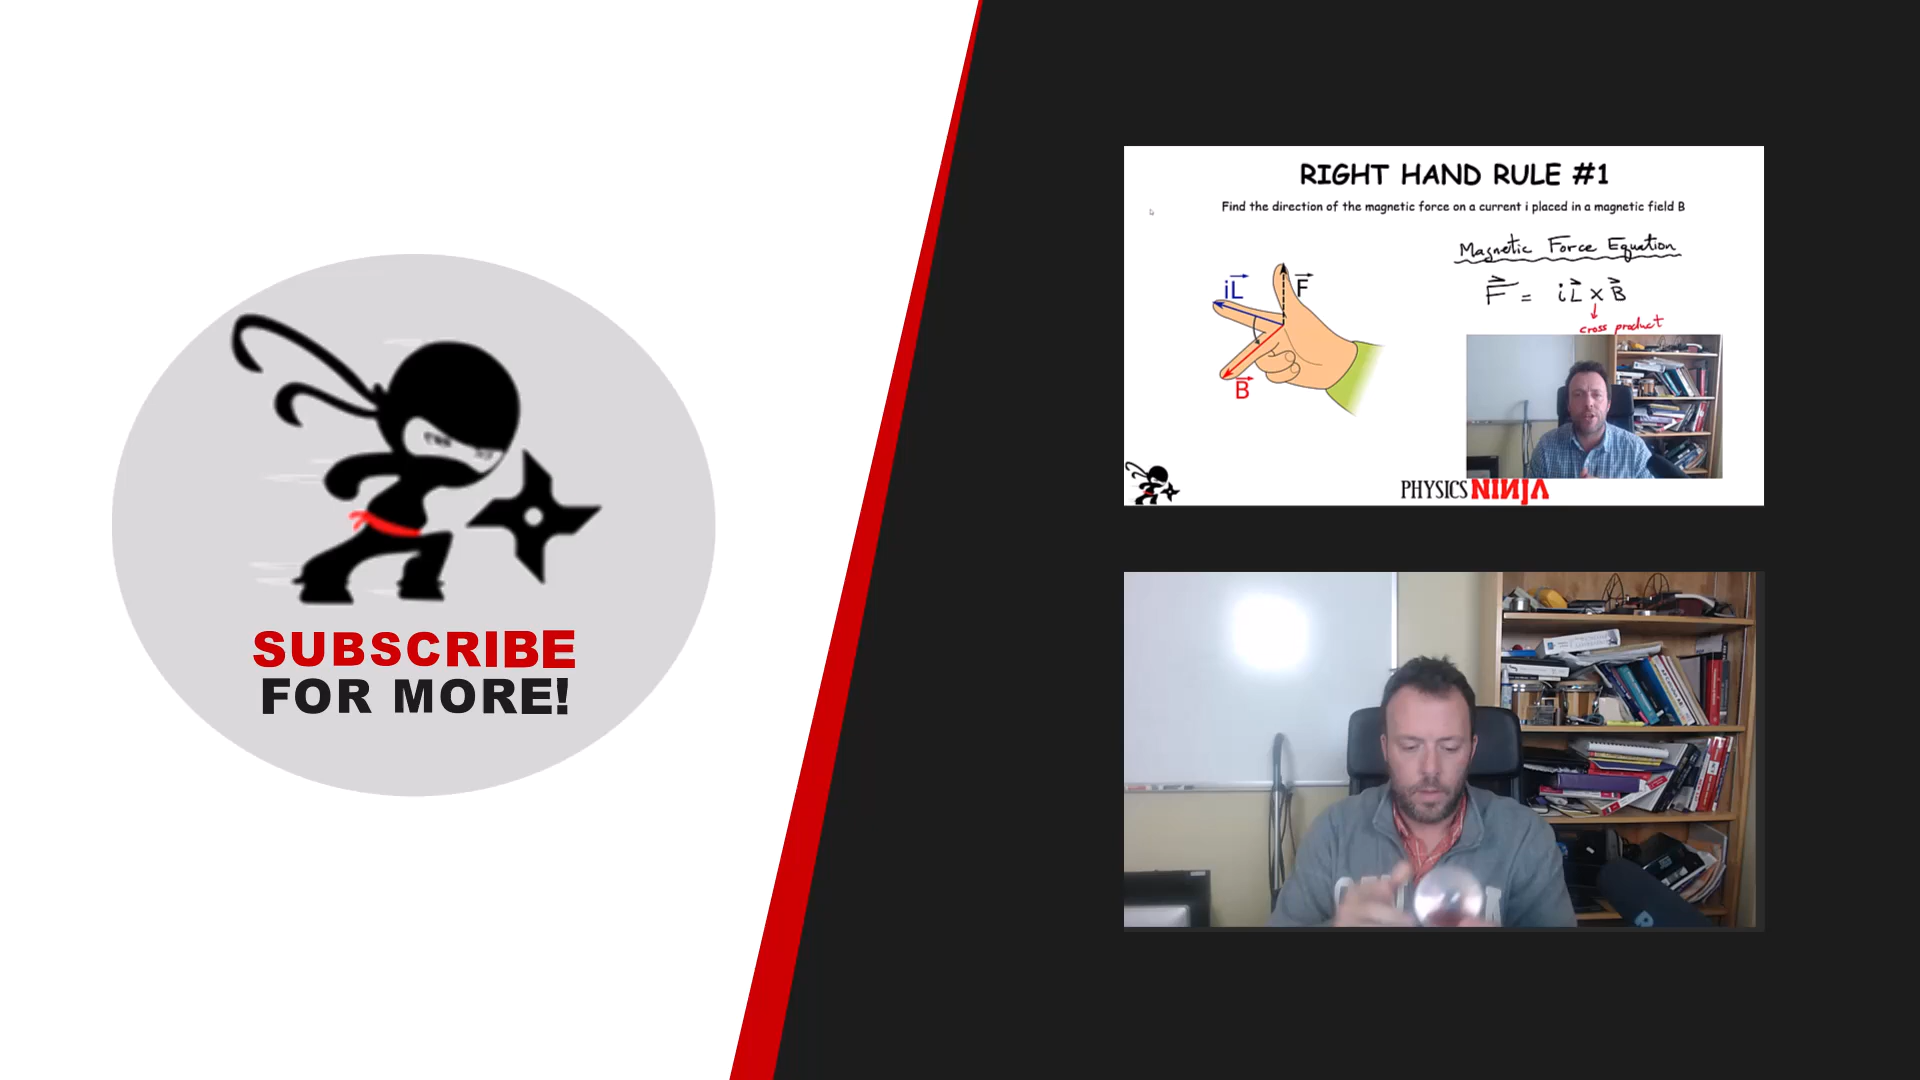 SUBSCRIBE
FOR MORE!
RIGHT HAND RULE #1
Find the direction of the magnetic force on a current i placed in a magnetic field B
Magnetic Force Equation
F = iL x B
cross product
iL
F
B
PHYSICS NINJA